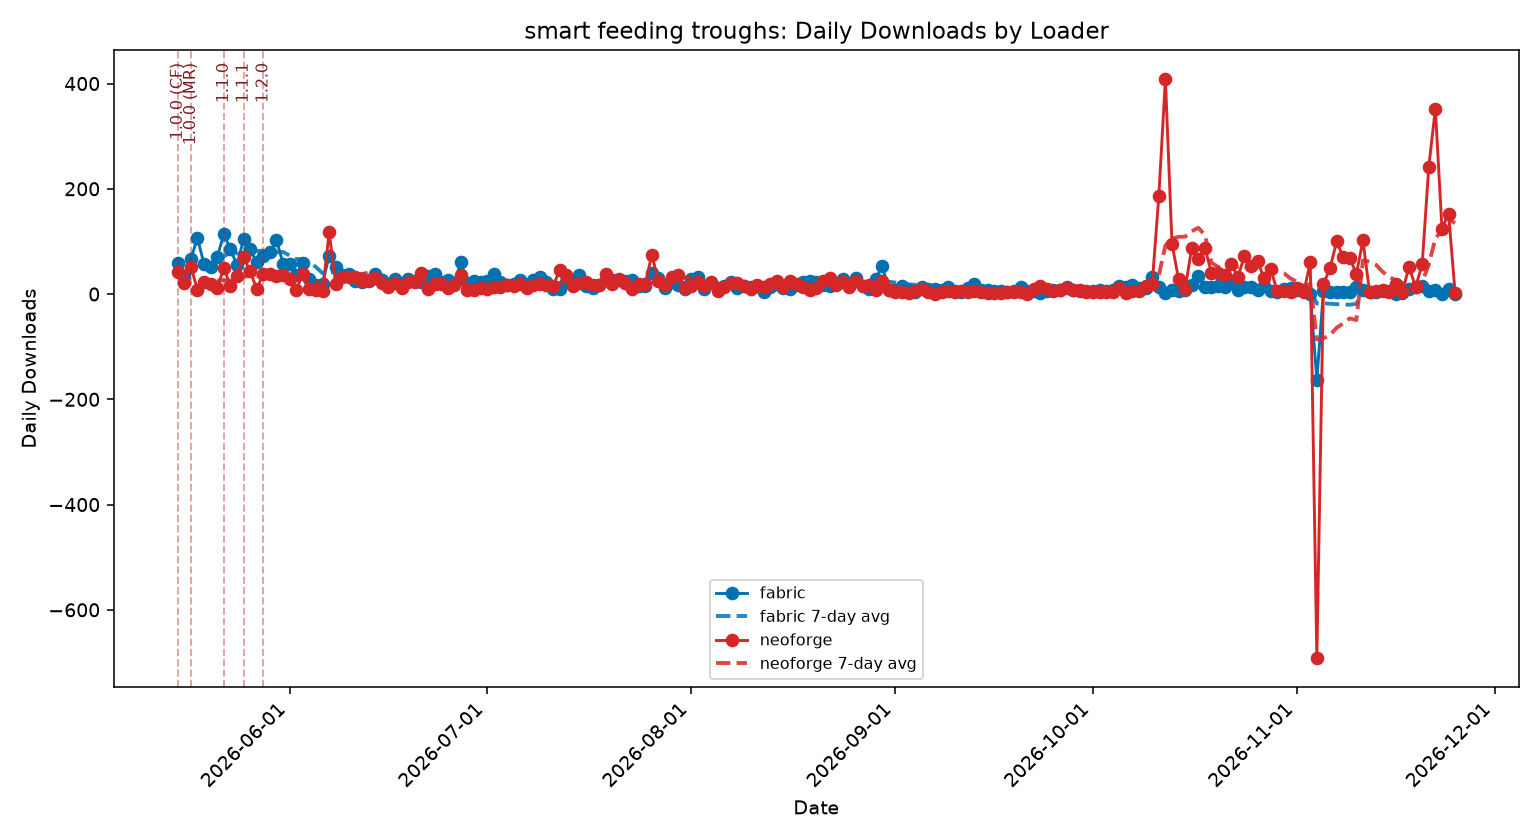 smart feeding troughs: Daily Downloads by Loader
1.0.0 (CF)
1.0.0 (MR)
1.1.0
1.1.1
1.2.0
400
200
0
−200
−400
−600
Daily Downloads
fabric
fabric 7-day avg
neoforge
neoforge 7-day avg
2026-06-01
2026-07-01
2026-08-01
2026-09-01
2026-10-01
2026-11-01
2026-12-01
Date